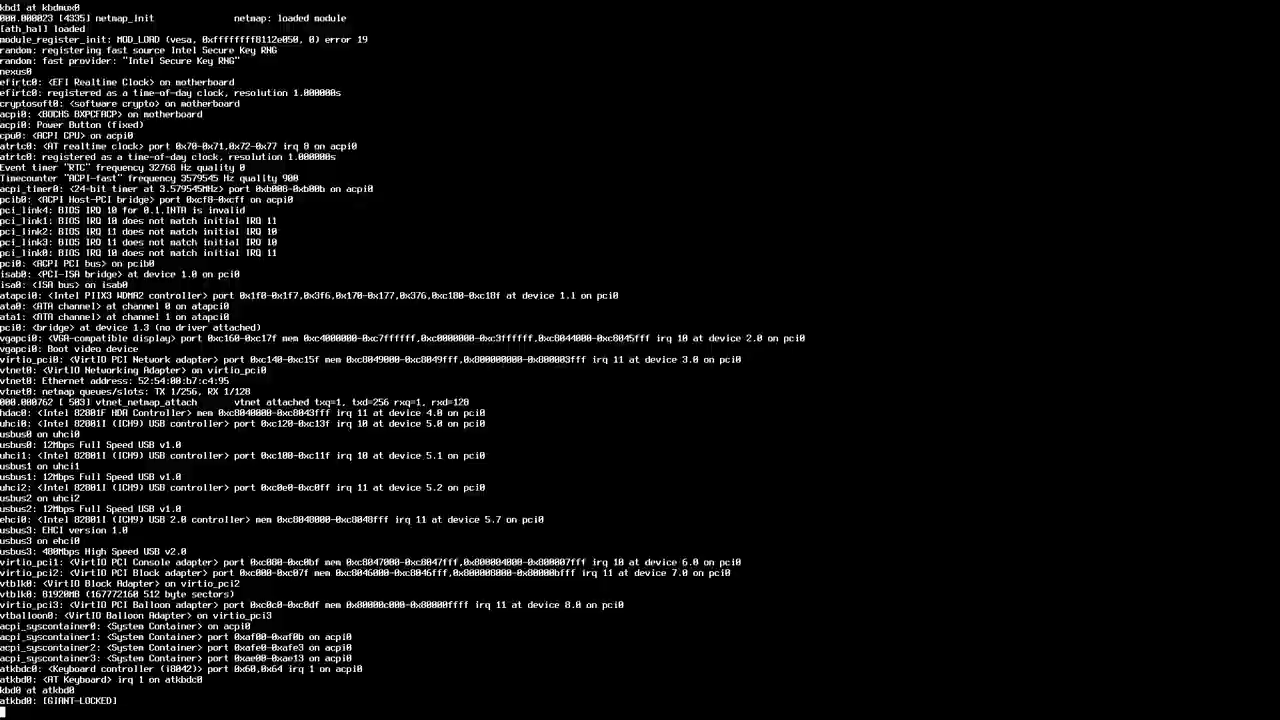 kbd1 at kbdmux0
000.000023 [4335] netmap_init               netmap: loaded module
[ath_hal] loaded
module_register_init: MOD_LOAD (vesa, 0xffffffff8112e050, 0) error 19
random: registering fast source Intel Secure Key RNG
random: fast provider: "Intel Secure Key RNG"
nexus0
efirtc0: <EFI Realtime Clock> on motherboard
efirtc0: registered as a time-of-day clock, resolution 1.000000s
cryptosoft0: <software crypto> on motherboard
acpi0: <BOCHS BXPCFACP> on motherboard
acpi0: Power Button (fixed)
cpu0: <ACPI CPU> on acpi0
atrtc0: <AT realtime clock> port 0x70-0x71,0x72-0x77 irq 8 on acpi0
atrtc0: registered as a time-of-day clock, resolution 1.000000s
Event timer "RTC" frequency 32768 Hz quality 0
Timecounter "ACPI-fast" frequency 3579545 Hz quality 900
acpi_timer0: <24-bit timer at 3.579545MHz> port 0xb008-0xb00b on acpi0
pcib0: <ACPI Host-PCI bridge> port 0xcf8-0xcff on acpi0
pci_link4: BIOS IRQ 10 for 0.1.INTA is invalid
pci_link1: BIOS IRQ 10 does not match initial IRQ 11
pci_link2: BIOS IRQ 11 does not match initial IRQ 10
pci_link3: BIOS IRQ 11 does not match initial IRQ 10
pci_link0: BIOS IRQ 10 does not match initial IRQ 11
pci0: <ACPI PCI bus> on pcib0
isab0: <PCI-ISA bridge> at device 1.0 on pci0
isa0: <ISA bus> on isab0
atapci0: <Intel PIIX3 WDMA2 controller> port 0x1f0-0x1f7,0x3f6,0x170-0x177,0x376,0xc180-0xc18f at device 1.1 on pci0
ata0: <ATA channel> at channel 0 on atapci0
ata1: <ATA channel> at channel 1 on atapci0
pci0: <bridge> at device 1.3 (no driver attached)
vgapci0: <VGA-compatible display> port 0xc160-0xc17f mem 0xc4000000-0xc7ffffff,0xc0000000-0xc3ffffff,0xc8044000-0xc8045fff irq 10 at device 2.0 on pci0
vgapci0: Boot video device
virtio_pci0: <VirtIO PCI Network adapter> port 0xc140-0xc15f mem 0xc8049000-0xc8049fff,0x800000000-0x800003fff irq 11 at device 3.0 on pci0
vtnet0: <VirtIO Networking Adapter> on virtio_pci0
vtnet0: Ethernet address: 52:54:00:b7:c4:95
vtnet0: netmap queues/slots: TX 1/256, RX 1/128
000.000762 [ 503] vtnet_netmap_attach       vtnet attached txq=1, txd=256 rxq=1, rxd=128
hdac0: <Intel 82801F HDA Controller> mem 0xc8040000-0xc8043fff irq 11 at device 4.0 on pci0
uhci0: <Intel 82801I (ICH9) USB controller> port 0xc120-0xc13f irq 10 at device 5.0 on pci0
usbus0 on uhci0
usbus0: 12Mbps Full Speed USB v1.0
uhci1: <Intel 82801I (ICH9) USB controller> port 0xc100-0xc11f irq 10 at device 5.1 on pci0
usbus1 on uhci1
usbus1: 12Mbps Full Speed USB v1.0
uhci2: <Intel 82801I (ICH9) USB controller> port 0xc0e0-0xc0ff irq 11 at device 5.2 on pci0
usbus2 on uhci2
usbus2: 12Mbps Full Speed USB v1.0
ehci0: <Intel 82801I (ICH9) USB 2.0 controller> mem 0xc8048000-0xc8048fff irq 11 at device 5.7 on pci0
usbus3: EHCI version 1.0
usbus3 on ehci0
usbus3: 480Mbps High Speed USB v2.0
virtio_pci1: <VirtIO PCI Console adapter> port 0xc080-0xc0bf mem 0xc8047000-0xc8047fff,0x800004000-0x800007fff irq 10 at device 6.0 on pci0
virtio_pci2: <VirtIO PCI Block adapter> port 0xc000-0xc07f mem 0xc8046000-0xc8046fff,0x800008000-0x80000bfff irq 11 at device 7.0 on pci0
vtblk0: <VirtIO Block Adapter> on virtio_pci2
vtblk0: 81920MB (167772160 512 byte sectors)
virtio_pci3: <VirtIO PCI Balloon adapter> port 0xc0c0-0xc0df mem 0x80000c000-0x80000ffff irq 11 at device 8.0 on pci0
vtballoon0: <VirtIO Balloon Adapter> on virtio_pci3
acpi_syscontainer0: <System Container> on acpi0
acpi_syscontainer1: <System Container> port 0xaf00-0xaf0b on acpi0
acpi_syscontainer2: <System Container> port 0xafe0-0xafe3 on acpi0
acpi_syscontainer3: <System Container> port 0xae00-0xae13 on acpi0
atkbdc0: <Keyboard controller (i8042)> port 0x60,0x64 irq 1 on acpi0
atkbd0: <AT Keyboard> irq 1 on atkbdc0
kbd0 at atkbd0
atkbd0: [GIANT-LOCKED]